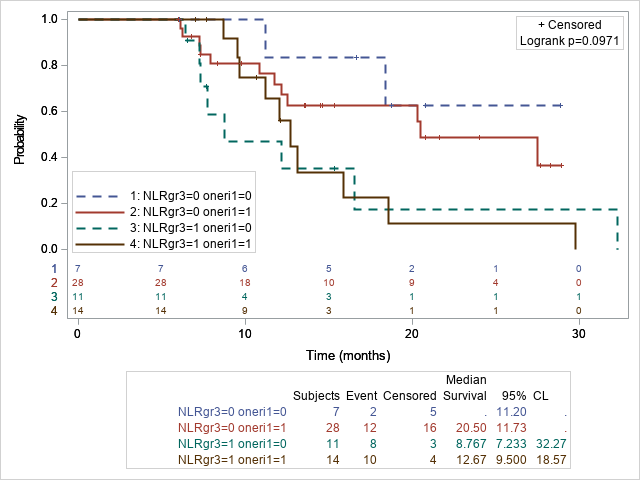 + Censored
Logrank p=0.0971
Probability
1.0
0.8
0.6
0.4
0.2
0.0
1: NLRgr3=0 oneri1=0
2: NLRgr3=0 oneri1=1
3: NLRgr3=1 oneri1=0
4: NLRgr3=1 oneri1=1
1 7 7 6 5 2 1 0
2 28 28 18 10 9 4 0
3 11 11 4 3 1 1 1
4 14 14 9 3 1 1 0
0 10 20 30
Time (months)
Median
Subjects Event Censored Survival 95% CL
NLRgr3=0 oneri1=0 7 2 5 . 11.20 .
NLRgr3=0 oneri1=1 28 12 16 20.50 11.73 .
NLRgr3=1 oneri1=0 11 8 3 8.767 7.233 32.27
NLRgr3=1 oneri1=1 14 10 4 12.67 9.500 18.57